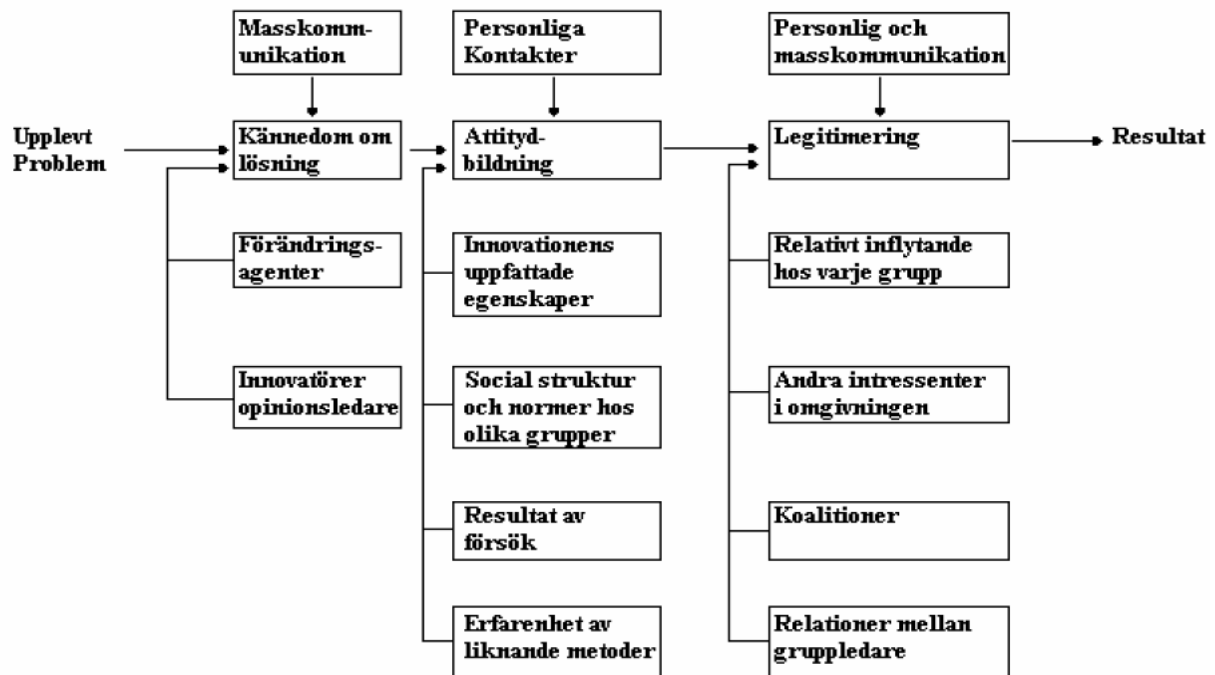 Masskomm-
unikation
Personliga
Kontakter
Personlig och
masskommunikation
Upplevt
Problem
Kännedom om
lösning
Attityd-
bildning
Legitimering
Resultat
Förändrings-
agenter
Innovationens
uppfattade
egenskaper
Relativt inflytande
hos varje grupp
Innovatörer
opinionsledare
Social struktur
och normer hos
olika grupper
Andra intressenter
i omgivningen
Resultat av
försök
Koalitioner
Erfarenhet av
liknande metoder
Relationer mellan
gruppledare